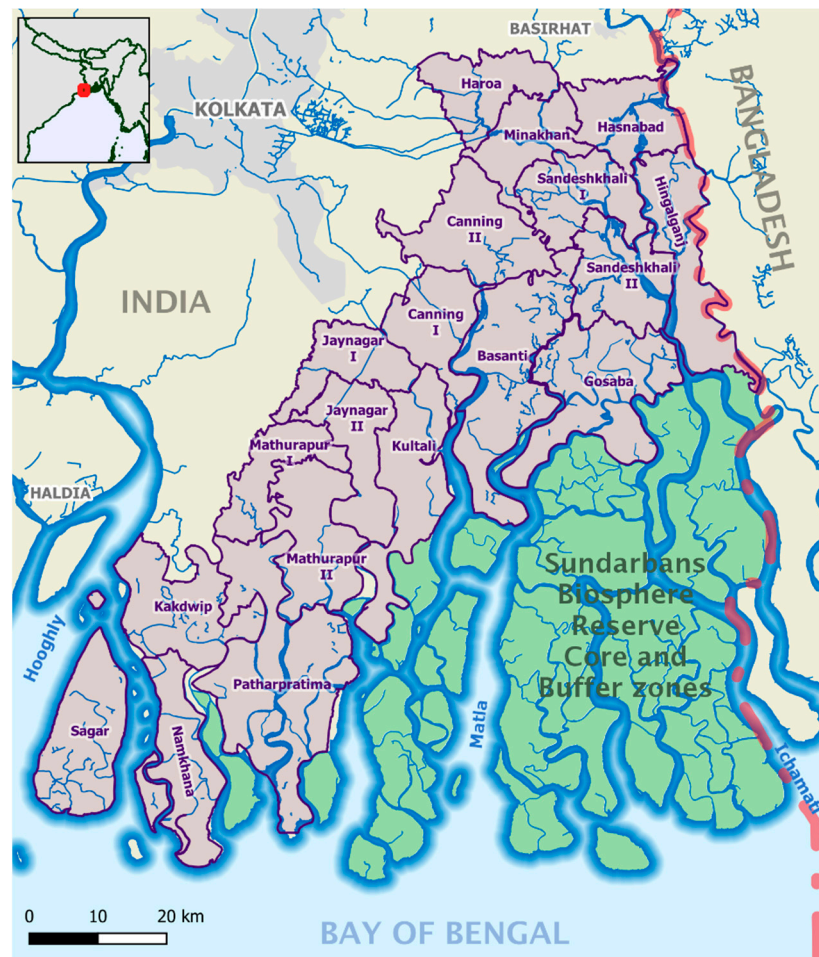 BASIRHAT
Haroa
KOLKATA
BANGLADESH
Minakhan
Hasnabad
Sandeshkhali
I
Hingalganj
Canning
II
Sandeshkhali
II
INDIA
Canning
I
Jaynagar
I
Basanti
Gosaba
Jaynagar
II
Mathurapur
I
Kultali
HALDIA
Mathurapur
II
Sundarbans
Biosphere
Reserve
Core and
Buffer zones
Kakdwip
Hooghly
Patharpratima
Sagar
Namkhana
Matla
Ichamati
0 10 20 km
BAY OF BENGAL